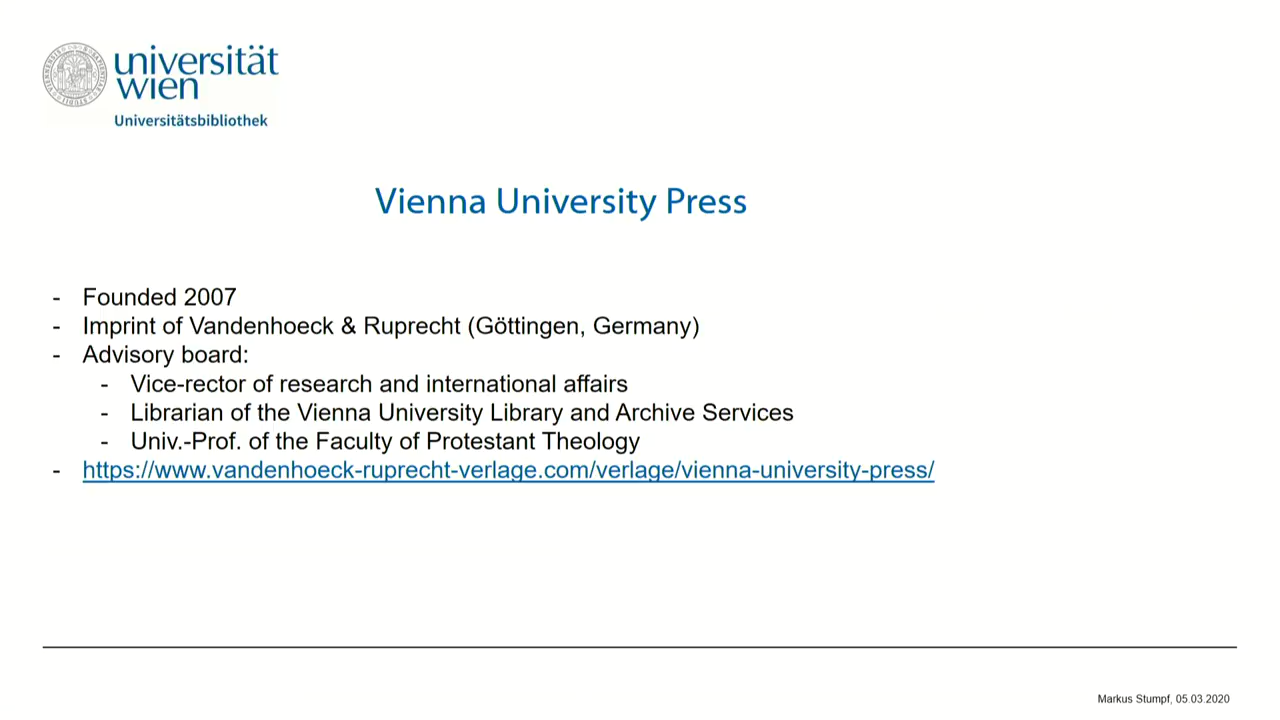 universität
wien
Universitätsbibliothek
Vienna University Press
- Founded 2007
- Imprint of Vandenhoeck & Ruprecht (Göttingen, Germany)
- Advisory board:
- Vice-rector of research and international affairs
- Librarian of the Vienna University Library and Archive Services
- Univ.-Prof. of the Faculty of Protestant Theology
- https://www.vandenhoeck-ruprecht-verlage.com/verlage/vienna-university-press/
Markus Stumpf, 05.03.2020